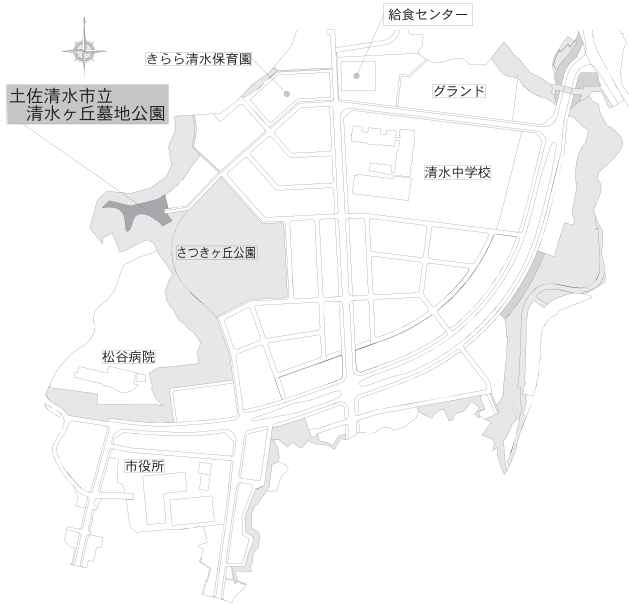 給食センター
きらら清水保育園
グランド
土佐清水市立
清水ヶ丘墓地公園
清水中学校
さつきヶ丘公園
松谷病院
市役所